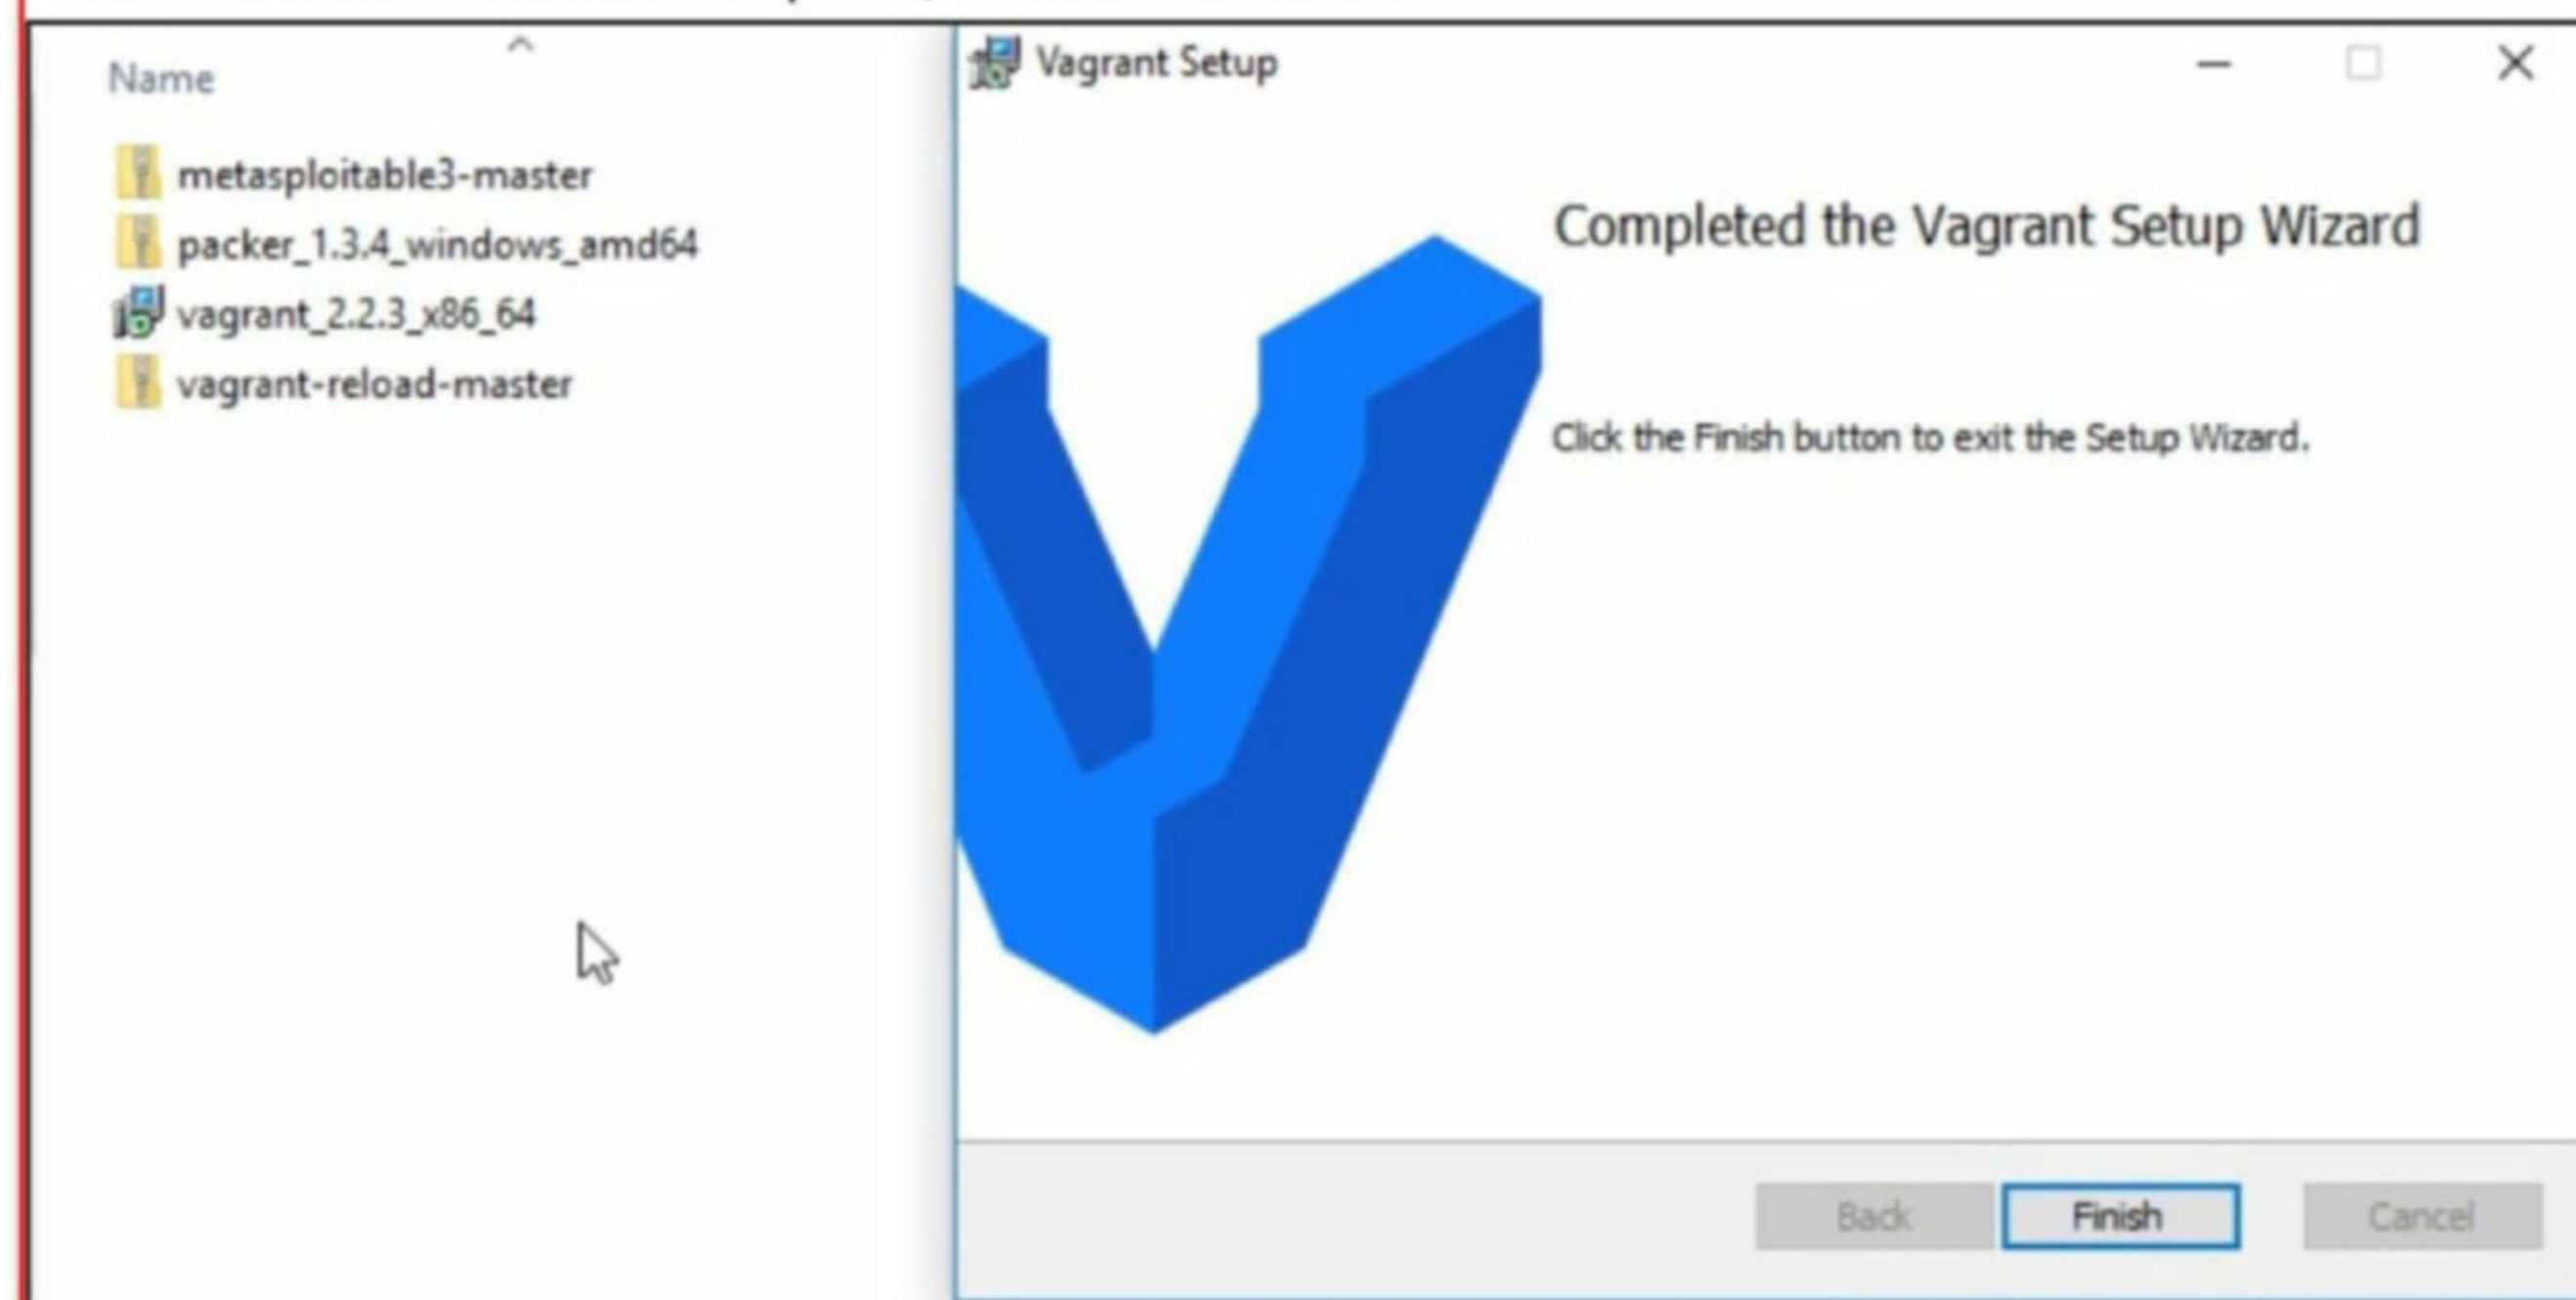 Name
metasploitable3-master
packer_1.3.4_windows_amd64
vagrant_2.2.3_x86_64
vagrant-reload-master
Vagrant Setup
Completed the Vagrant Setup Wizard
Click the Finish button to exit the Setup Wizard.
Back
Finish
Cancel